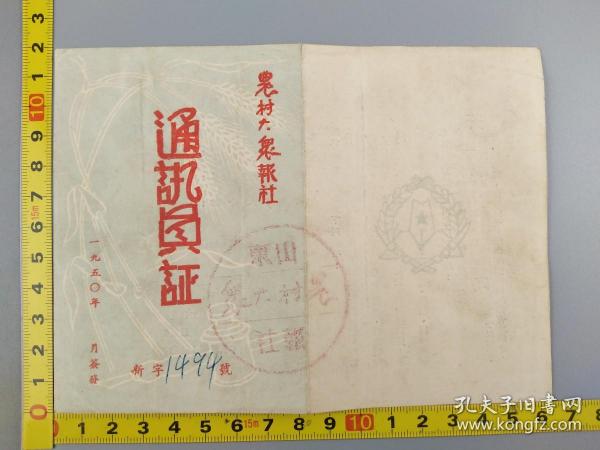 農村大衆報社
通訊員証
一九五〇年 月簽發
新字1494號
山東
農村大衆
報社
孔夫子旧书网
www.kongfz.com